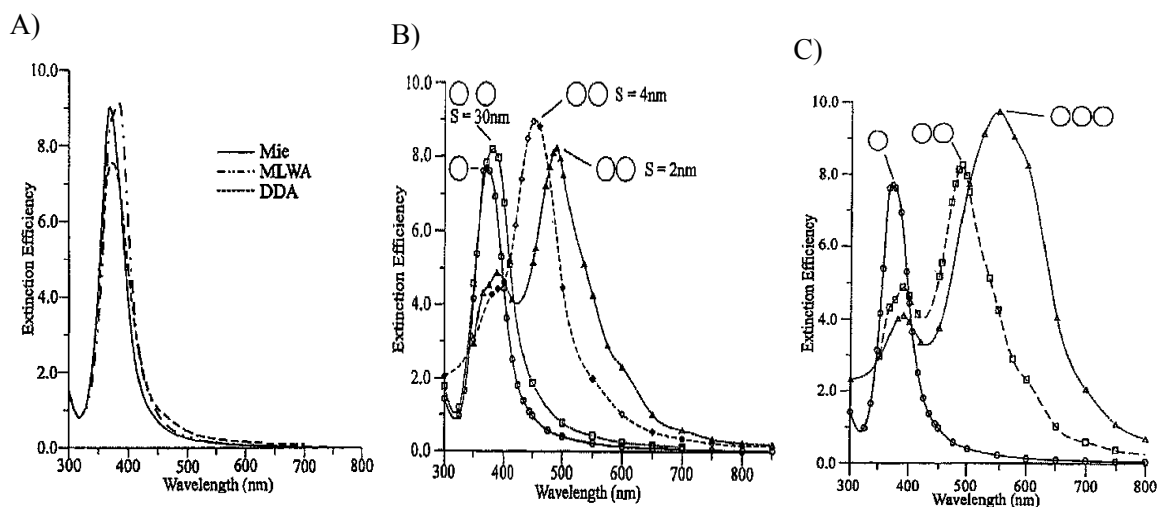 A)
Extinction Efficiency
10.0
8.0
6.0
4.0
2.0
0.0
300 400 500 600 700 800
Wavelength (nm)
Mie
MLWA
DDA
B)
Extinction Efficiency
10.0
8.0
6.0
4.0
2.0
0.0
300 400 500 600 700 800
Wavelength (nm)
S = 30nm
S = 4nm
S = 2nm
C)
Extinction Efficiency
10.0
8.0
6.0
4.0
2.0
0.0
300 400 500 600 700 800
Wavelength (nm)